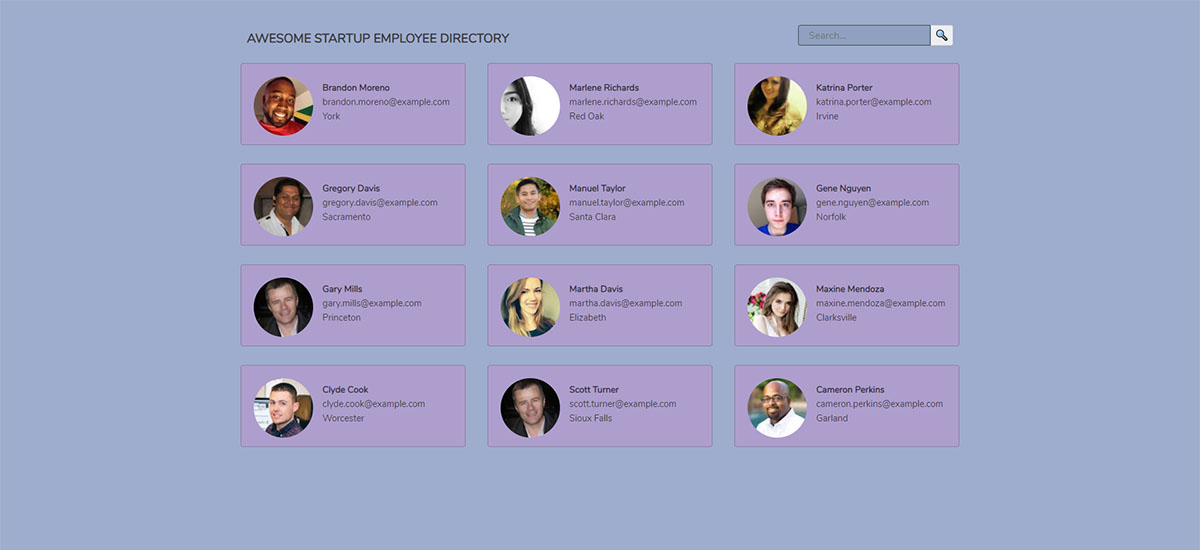 AWESOME STARTUP EMPLOYEE DIRECTORY
Search...
Brandon Moreno
brandon.moreno@example.com
York
Marlene Richards
marlene.richards@example.com
Red Oak
Katrina Porter
katrina.porter@example.com
Irvine
Gregory Davis
gregory.davis@example.com
Sacramento
Manuel Taylor
manuel.taylor@example.com
Santa Clara
Gene Nguyen
gene.nguyen@example.com
Norfolk
Gary Mills
gary.mills@example.com
Princeton
Martha Davis
martha.davis@example.com
Elizabeth
Maxine Mendoza
maxine.mendoza@example.com
Clarksville
Clyde Cook
clyde.cook@example.com
Worcester
Scott Turner
scott.turner@example.com
Sioux Falls
Cameron Perkins
cameron.perkins@example.com
Garland